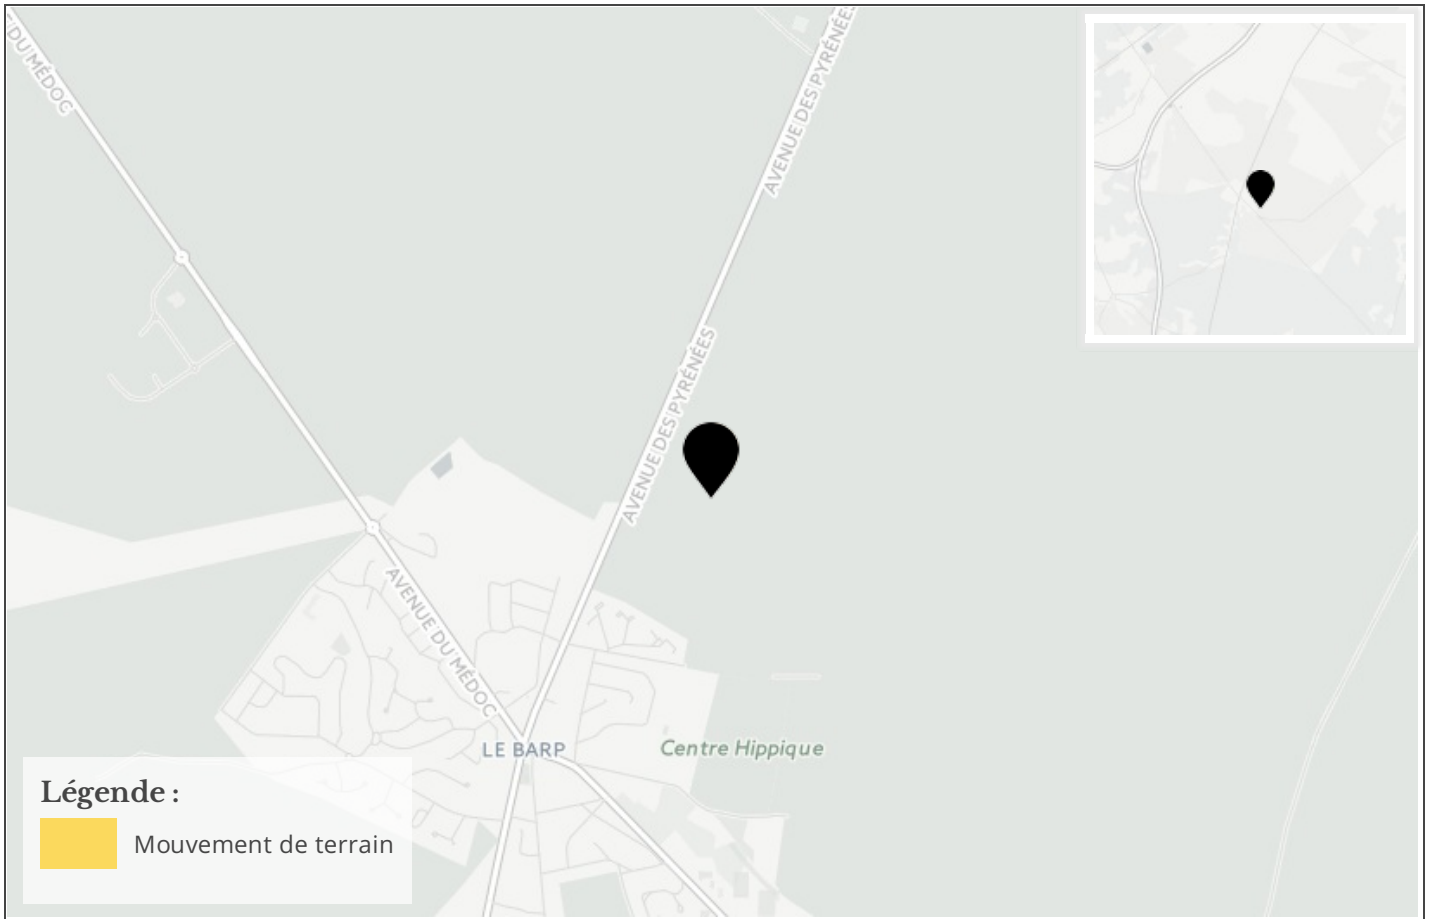 DU MÉDOC
AVENUE DES PYRÉNÉES
AVENUE DES PYRÉNÉES
AVENUE DU MÉDOC
LE BARP
Centre Hippique
Légende :
Mouvement de terrain